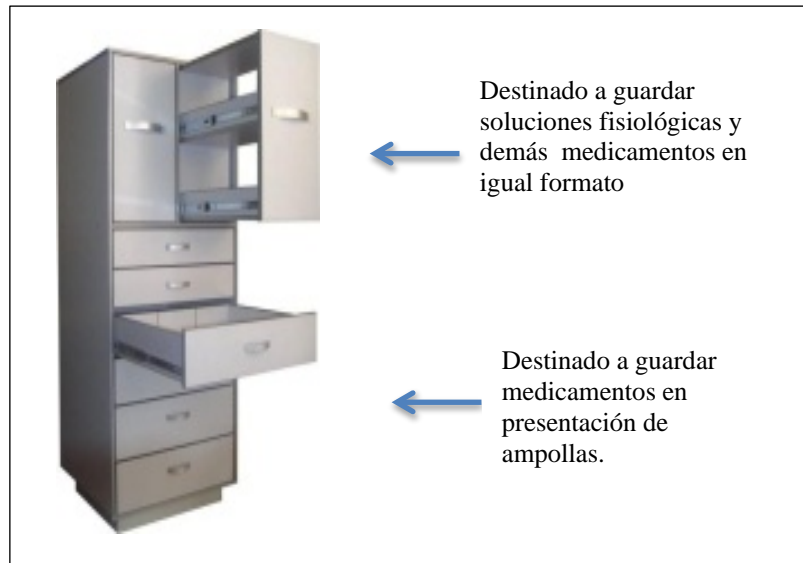 Destinado a guardar
soluciones fisiológicas y
demás medicamentos en
igual formato
Destinado a guardar
medicamentos en
presentación de
ampollas.